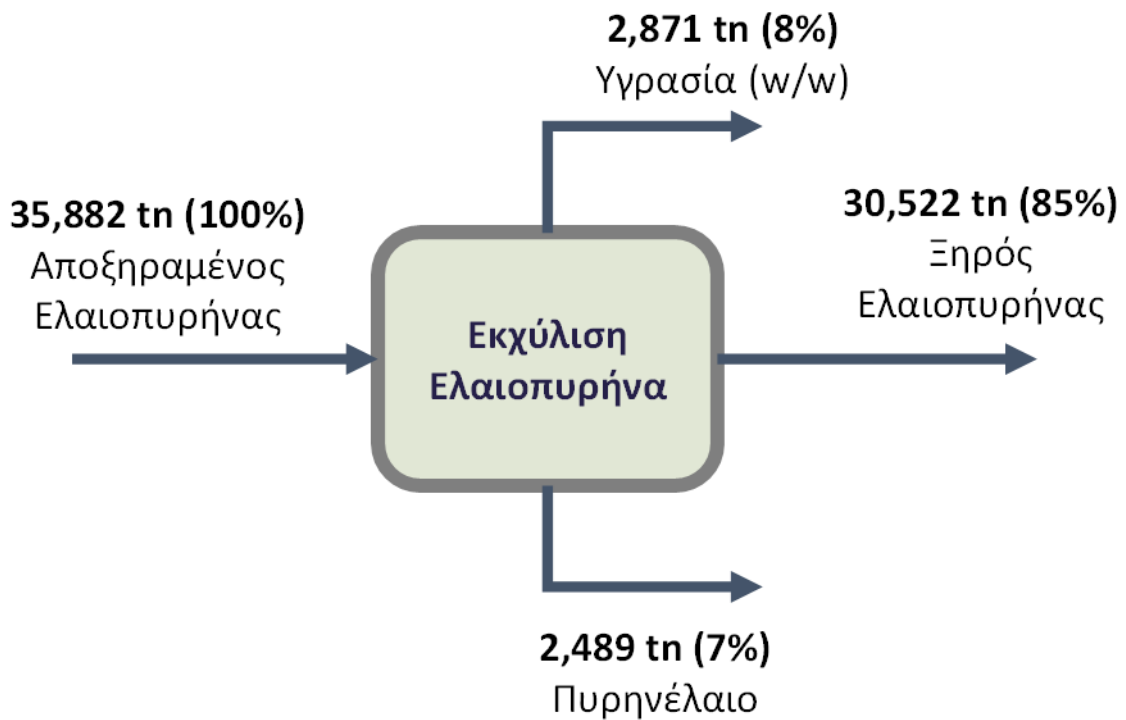 2,871 tn (8%)
Υγρασία (w/w)
35,882 tn (100%)
Αποξηραμένος
Ελαιοπυρήνας
30,522 tn (85%)
Ξηρός
Ελαιοπυρήνας
Εκχύλιση
Ελαιοπυρήνα
2,489 tn (7%)
Πυρηνέλαιο